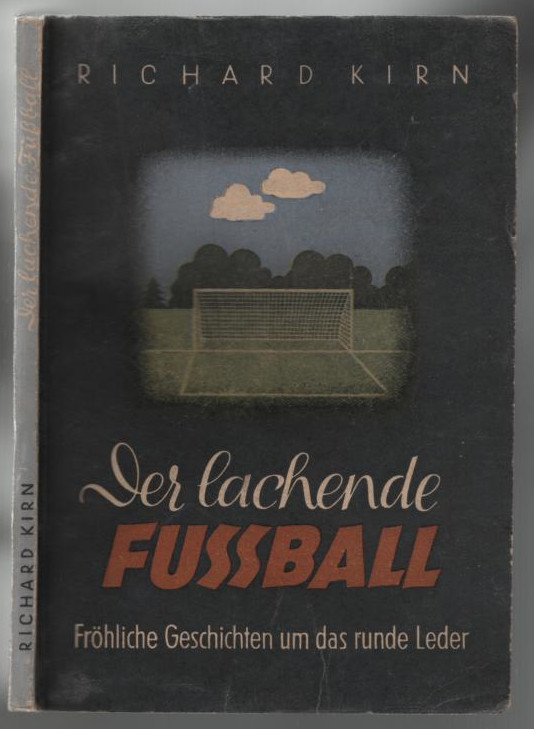 RICHARD KIRN
Der lachende
FUSSBALL
Fröhliche Geschichten um das runde Leder
Der lachende Fußball
RICHARD KIRN